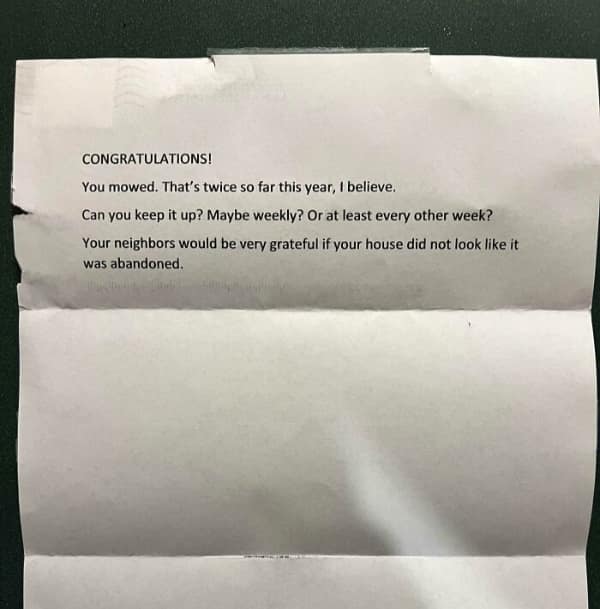 CONGRATULATIONS!
You mowed. That's twice so far this year, I believe.
Can you keep it up? Maybe weekly? Or at least every other week?
Your neighbors would be very grateful if your house did not look like it
was abandoned.